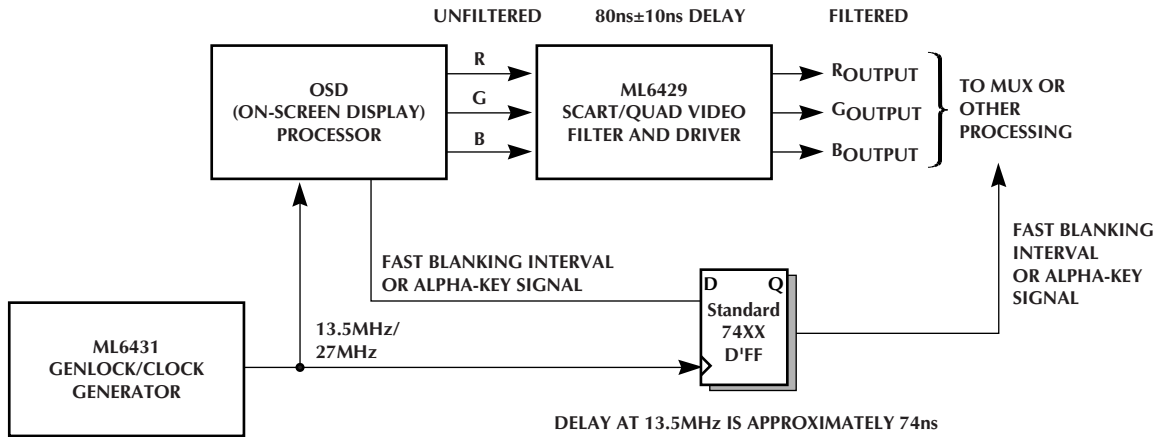 UNFILTERED
80ns±10ns DELAY
FILTERED
OSD
(ON-SCREEN DISPLAY)
PROCESSOR
R
G
B
ML6429
SCART/QUAD VIDEO
FILTER AND DRIVER
ROUTPUT
GOUTPUT
BOUTPUT
TO MUX OR
OTHER
PROCESSING
FAST BLANKING INTERVAL
OR ALPHA-KEY SIGNAL
FAST BLANKING
INTERVAL
OR ALPHA-KEY
SIGNAL
D Q
Standard
74XX
D'FF
ML6431
GENLOCK/CLOCK
GENERATOR
13.5MHz/
27MHz
DELAY AT 13.5MHz IS APPROXIMATELY 74ns